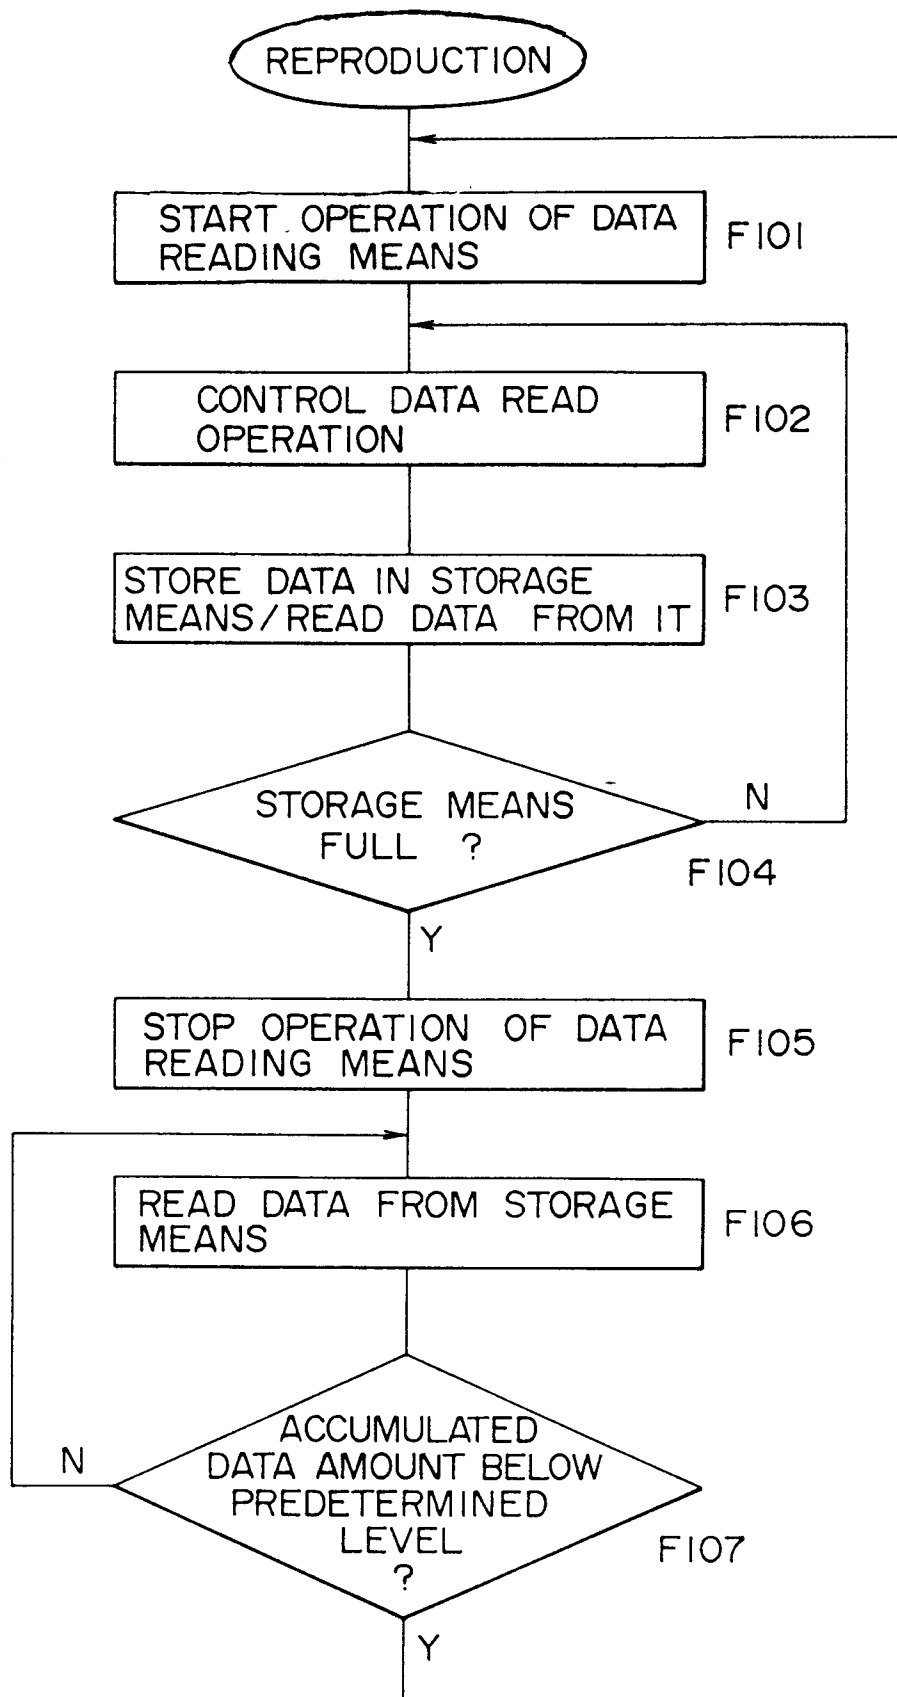 REPRODUCTION
START OPERATION OF DATA
READING MEANS
F101
CONTROL DATA READ
OPERATION
F102
STORE DATA IN STORAGE
MEANS/READ DATA FROM IT
F103
STORAGE MEANS
FULL ?
N
F104
Y
STOP OPERATION OF DATA
READING MEANS
F105
READ DATA FROM STORAGE
MEANS
F106
ACCUMULATED
DATA AMOUNT BELOW
PREDETERMINED
LEVEL
?
N
F107
Y